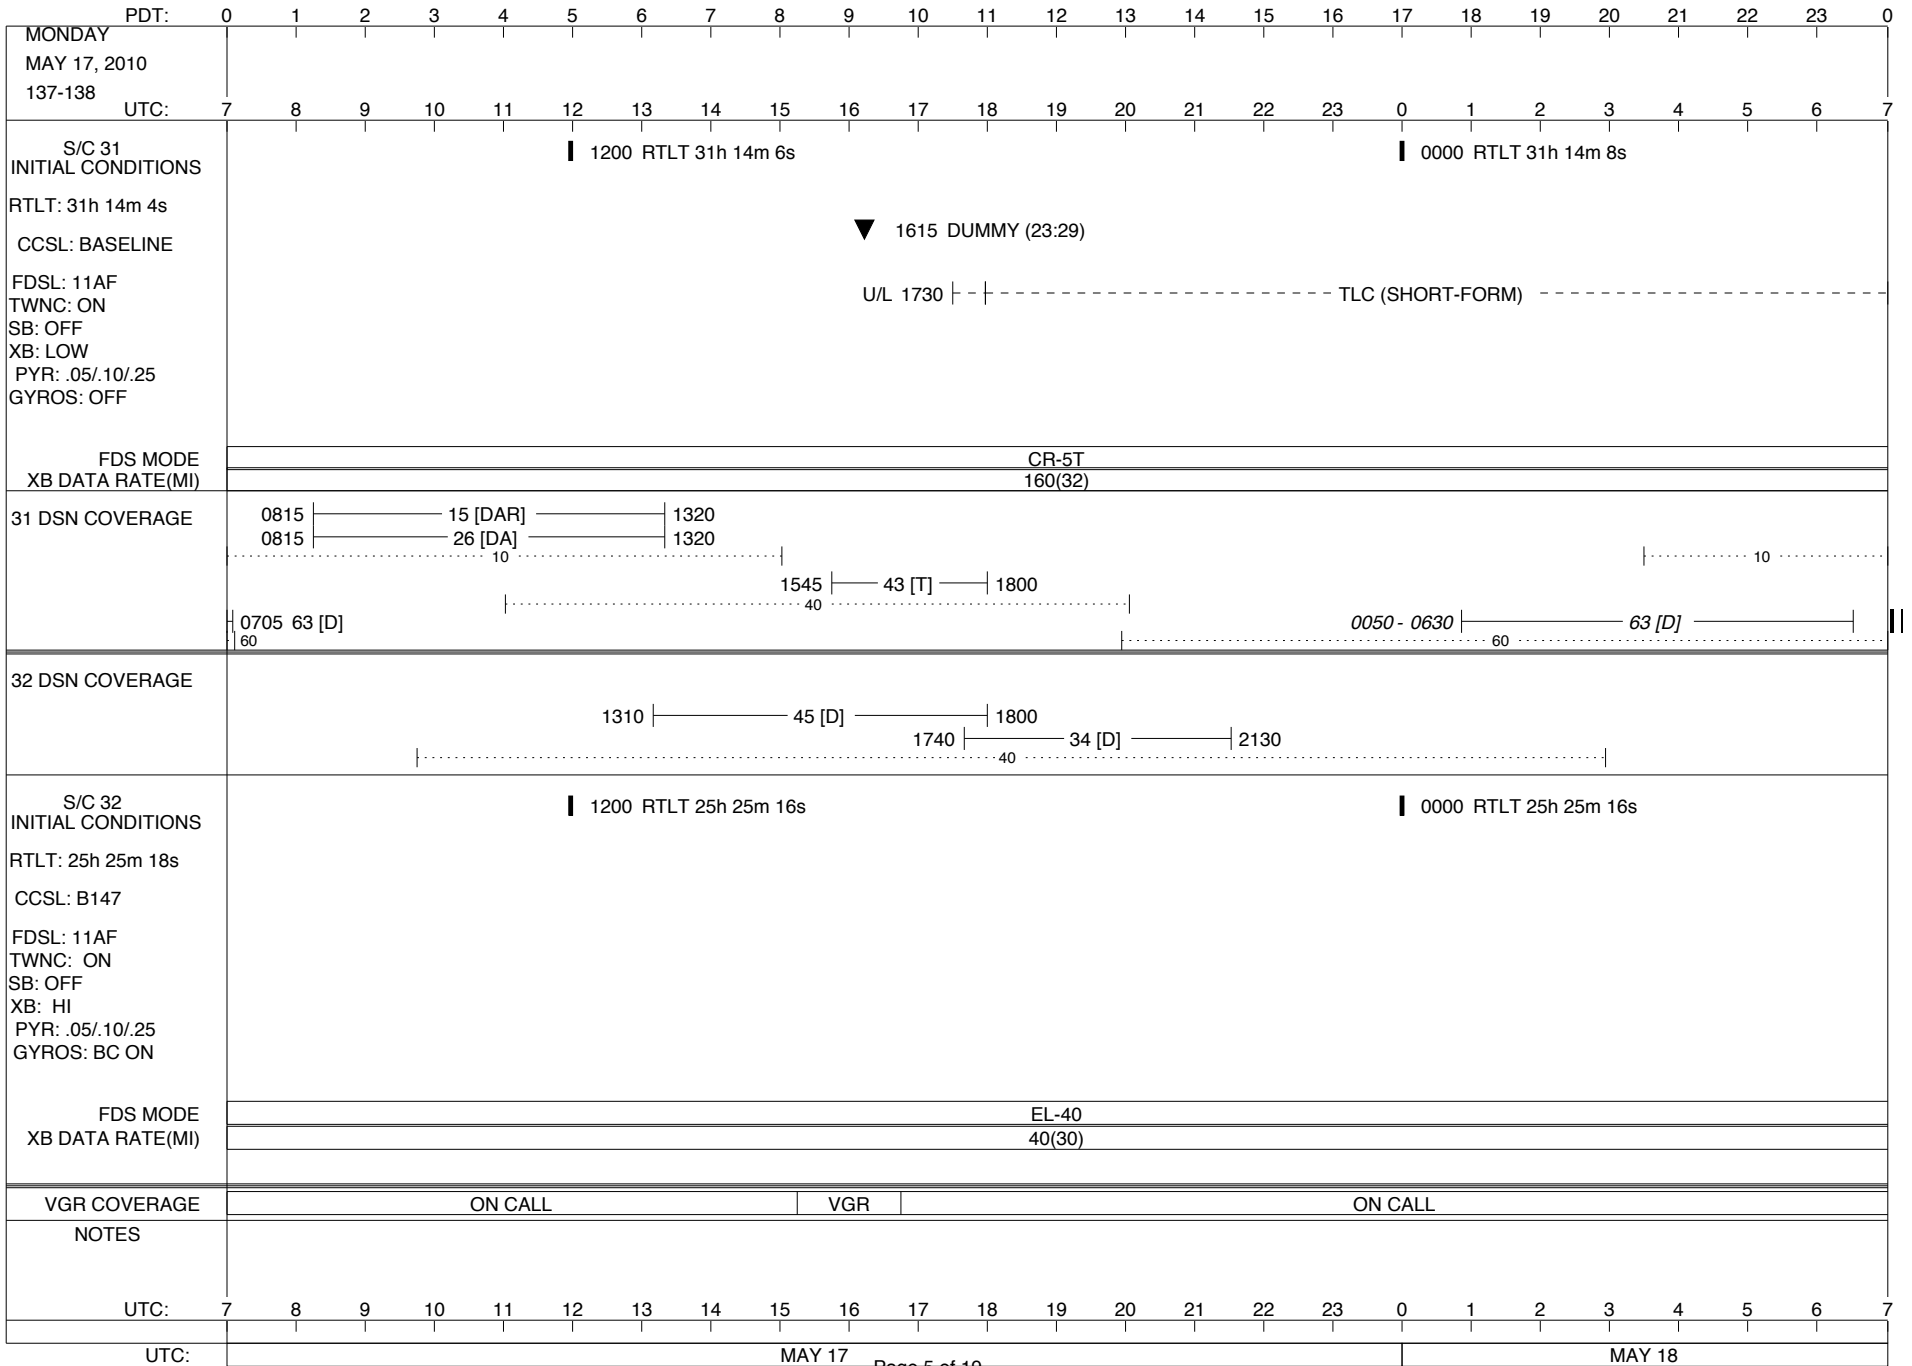 PDT: 0 1 2 3 4 5 6 7 8 9 10 11 12 13 14 15 16 17 18 19 20 21 22 23 0
MONDAY
MAY 17, 2010
137-138
UTC: 7 8 9 10 11 12 13 14 15 16 17 18 19 20 21 22 23 0 1 2 3 4 5 6 7
S/C 31
INITIAL CONDITIONS
1200 RTLT 31h 14m 6s
0000 RTLT 31h 14m 8s
RTLT: 31h 14m 4s
1615 DUMMY (23:29)
CCSL: BASELINE
FDSL: 11AF
U/L 1730 TLC (SHORT-FORM)
TWNC: ON
SB: OFF
XB: LOW
PYR: .05/.10/.25
GYROS: OFF
FDS MODE CR-5T
XB DATA RATE(MI) 160(32)
31 DSN COVERAGE
0815 15 [DAR] 1320
0815 26 [DA] 1320
10 10
1545 43 [T] 1800
40
0705 63 [D] 0050 - 0630 63 [D]
60 60
32 DSN COVERAGE
1310 45 [D] 1800
1740 34 [D] 2130
40
S/C 32
INITIAL CONDITIONS
1200 RTLT 25h 25m 16s
0000 RTLT 25h 25m 16s
RTLT: 25h 25m 18s
CCSL: B147
FDSL: 11AF
TWNC: ON
SB: OFF
XB: HI
PYR: .05/.10/.25
GYROS: BC ON
FDS MODE EL-40
XB DATA RATE(MI) 40(30)
VGR COVERAGE ON CALL VGR ON CALL
NOTES
UTC: 7 8 9 10 11 12 13 14 15 16 17 18 19 20 21 22 23 0 1 2 3 4 5 6 7
UTC: MAY 17 MAY 18
Page 5 of 19